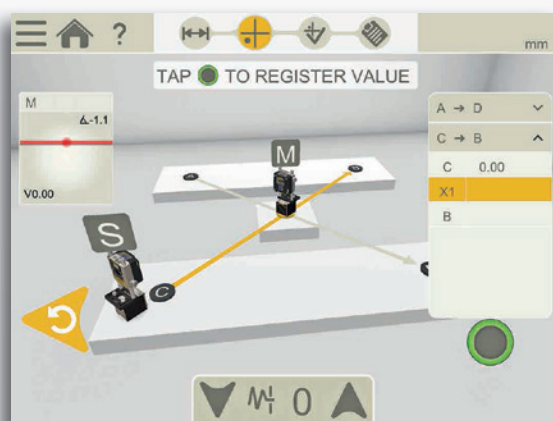 ?
mm
TAP TO REGISTER VALUE
M
∡-1.1
V0.00
A → D
C → B
C 0.00
X1
B
M
S
A
C
0